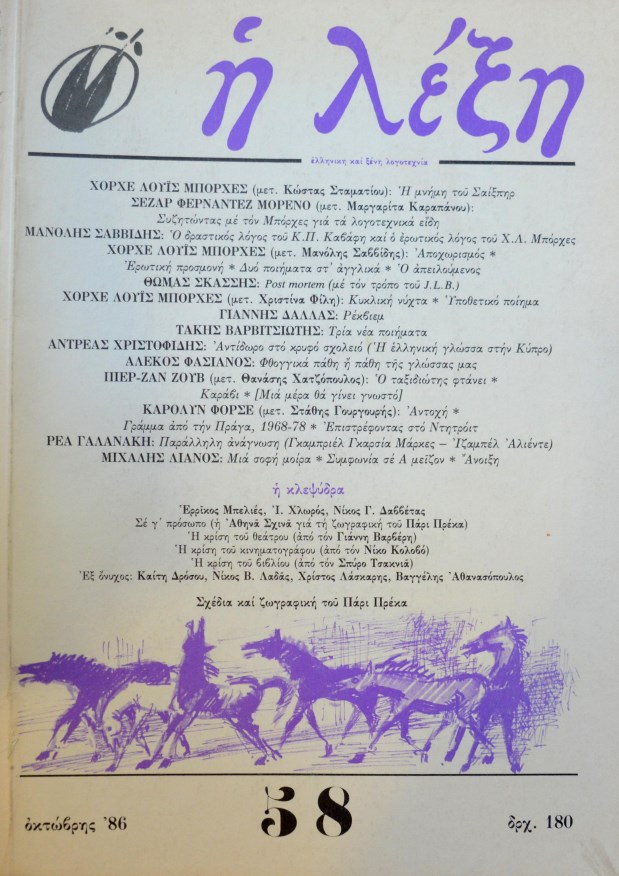 ἡ λέξη
ἑλληνική καί ξένη λογοτεχνία
ΧΟΡΧΕ ΛΟΥΪΣ ΜΠΟΡΧΕΣ (μετ. Κώστας Σταματίου): Ἡ μνήμη τοῦ Σαίξπηρ
ΣΕΖΑΡ ΦΕΡΝΑΝΤΕΖ ΜΟΡΕΝΟ (μετ. Μαργαρίτα Καραπάνου):
Συζητώντας μέ τόν Μπόρχες γιά τά λογοτεχνικά εἴδη
ΜΑΝΟΛΗΣ ΣΑΒΒΙΔΗΣ: Ὁ δραστικός λόγος τοῦ Κ.Π. Καβάφη καί ὁ ἐρωτικός λόγος τοῦ Χ.Λ. Μπόρχες
ΧΟΡΧΕ ΛΟΥΪΣ ΜΠΟΡΧΕΣ (μετ. Μανόλης Σαββίδης): Ἀποχωρισμός *
Ἐρωτική προσμονή * Δυό ποιήματα στ' ἀγγλικά * Ὁ ἀπειλούμενος
ΘΩΜΑΣ ΣΚΑΣΣΗΣ: Post mortem (μέ τόν τρόπο τοῦ J.L.B.)
ΧΟΡΧΕ ΛΟΥΪΣ ΜΠΟΡΧΕΣ (μετ. Χριστίνα Φίλη): Κυκλική νύχτα * Ὑποθετικό ποίημα
ΓΙΑΝΝΗΣ ΔΑΛΛΑΣ: Ρέκβιεμ
ΤΑΚΗΣ ΒΑΡΒΙΤΣΙΩΤΗΣ: Τρία νέα ποιήματα
ΑΝΤΡΕΑΣ ΧΡΙΣΤΟΦΙΔΗΣ: Ἀντίδωρο στό κρυφό σχολειό (Ἡ ἑλληνική γλώσσα στήν Κύπρο)
ΑΛΕΚΟΣ ΦΑΣΙΑΝΟΣ: Φθογγικά πάθη ἤ πάθη τῆς γλώσσας μας
ΠΙΕΡ-ΖΑΝ ΖΟΥΒ (μετ. Θανάσης Χατζόπουλος): Ὁ ταξιδιώτης φτάνει *
Καράβι * [Μιά μέρα θά γίνει γνωστό]
ΚΑΡΟΛΥΝ ΦΟΡΣΕ (μετ. Στάθης Γουργουρής): Ἀντοχή *
Γράμμα ἀπό τήν Πράγα, 1968-78 * Ἐπιστρέφοντας στό Ντητρόιτ
ΡΕΑ ΓΑΛΑΝΑΚΗ: Παράλληλη ἀνάγνωση (Γκαμπριέλ Γκαρσία Μάρκες – Ἰζαμπέλ Ἀλιέντε)
ΜΙΧΑΛΗΣ ΛΙΑΝΟΣ: Μιά σοφή μοίρα * Συμφωνία σέ Α μεῖζον * Ἄνοιξη
ἡ κλεψύδρα
Ἐρρίκος Μπελιές, Ἰ. Χλωρός, Νίκος Γ. Δαββέτας
Σέ γ΄ πρόσωπο (ἡ Ἀθηνᾶ Σχινᾶ γιά τή ζωγραφική τοῦ Πάρι Πρέκα)
Ἡ κρίση τοῦ θεάτρου (ἀπό τόν Γιάννη Βαρβέρη)
Ἡ κρίση τοῦ κινηματογράφου (ἀπό τόν Νίκο Κολοβό)
Ἡ κρίση τοῦ βιβλίου (ἀπό τόν Σπύρο Τσακνιά)
Ἐξ ὄνυχος: Καίτη Δρόσου, Νίκος Β. Λαδᾶς, Χρίστος Λάσκαρης, Βαγγέλης Ἀθανασόπουλος
Σχέδια καί ζωγραφική τοῦ Πάρι Πρέκα
ὀκτώβρης '86
58
δρχ. 180